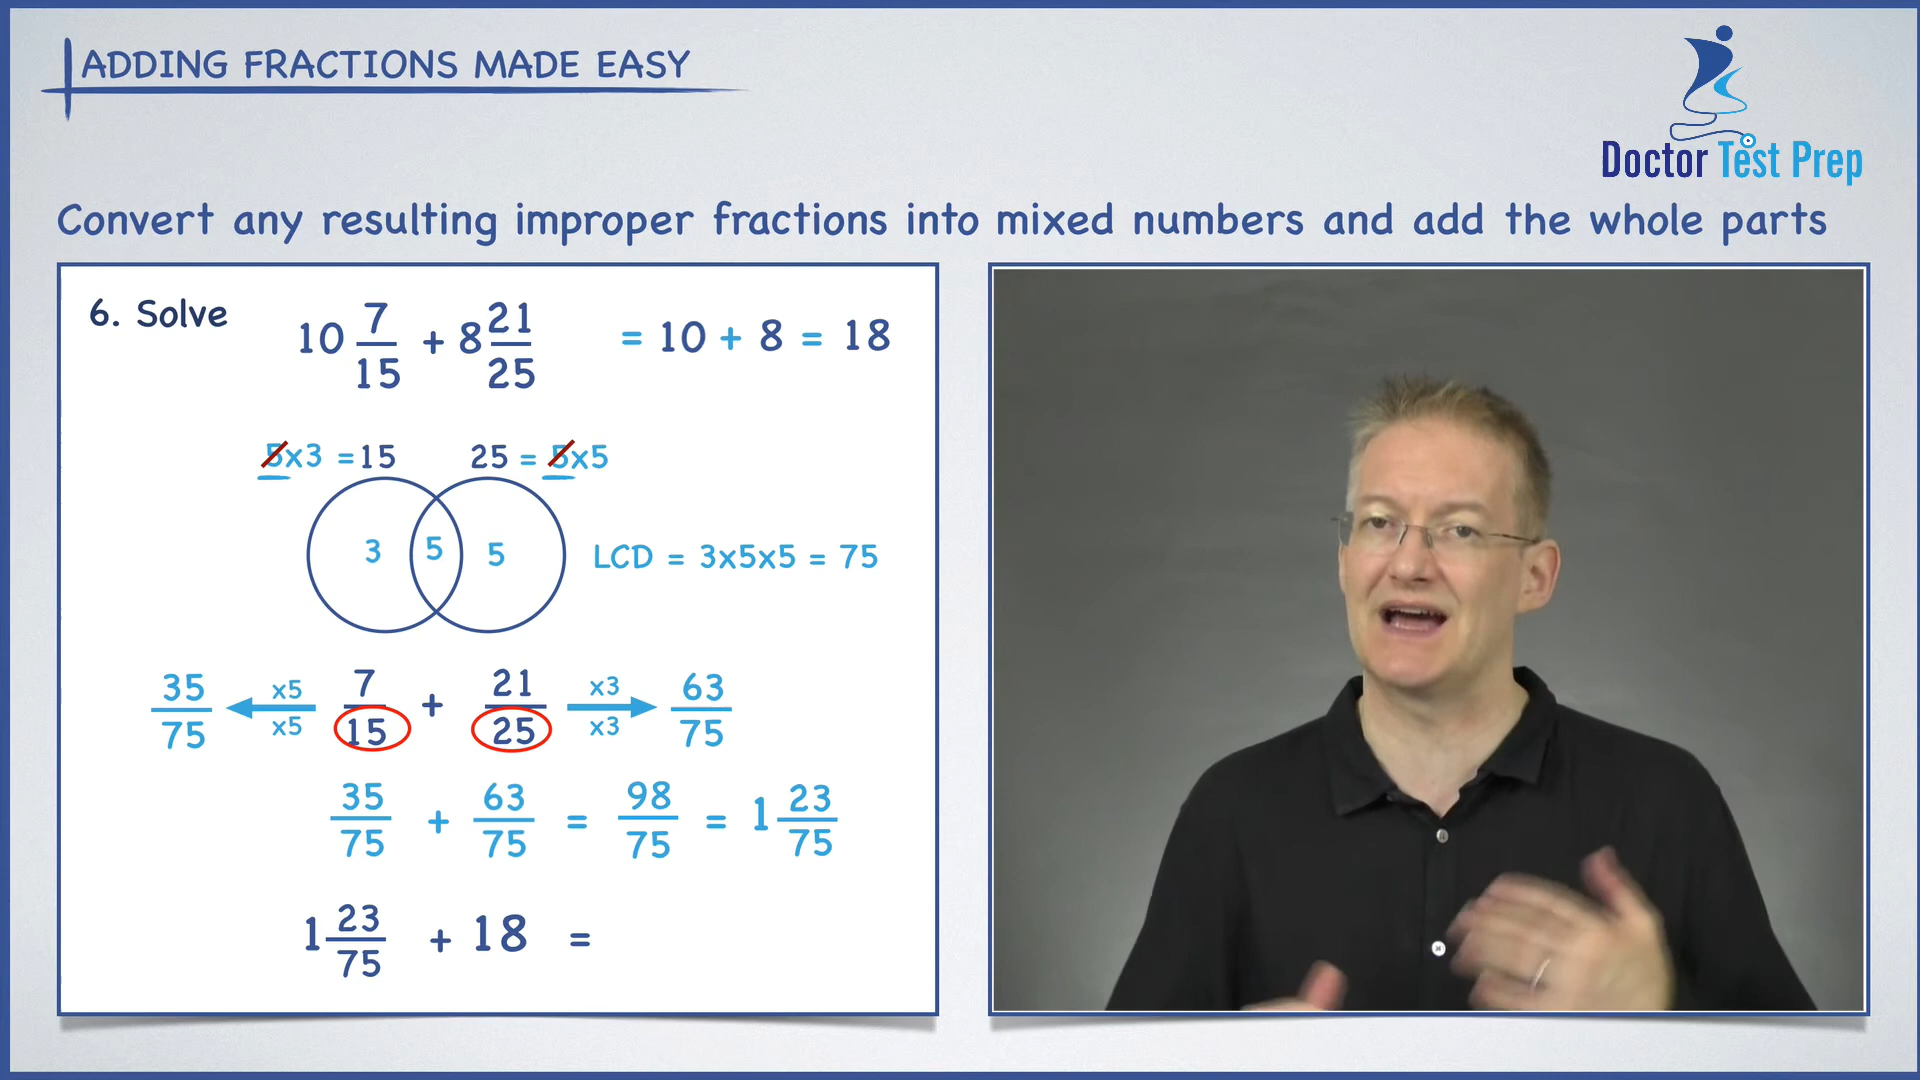 ADDING FRACTIONS MADE EASY
Doctor Test Prep
Convert any resulting improper fractions into mixed numbers and add the whole parts
6. Solve
10 7/15 + 8 21/25 = 10 + 8 = 18
5x3 = 15 25 = 5x5
3 5 5
LCD = 3x5x5 = 75
35/75 x5/x5 7/15 + 21/25 x3/x3 63/75
35/75 + 63/75 = 98/75 = 1 23/75
1 23/75 + 18 =